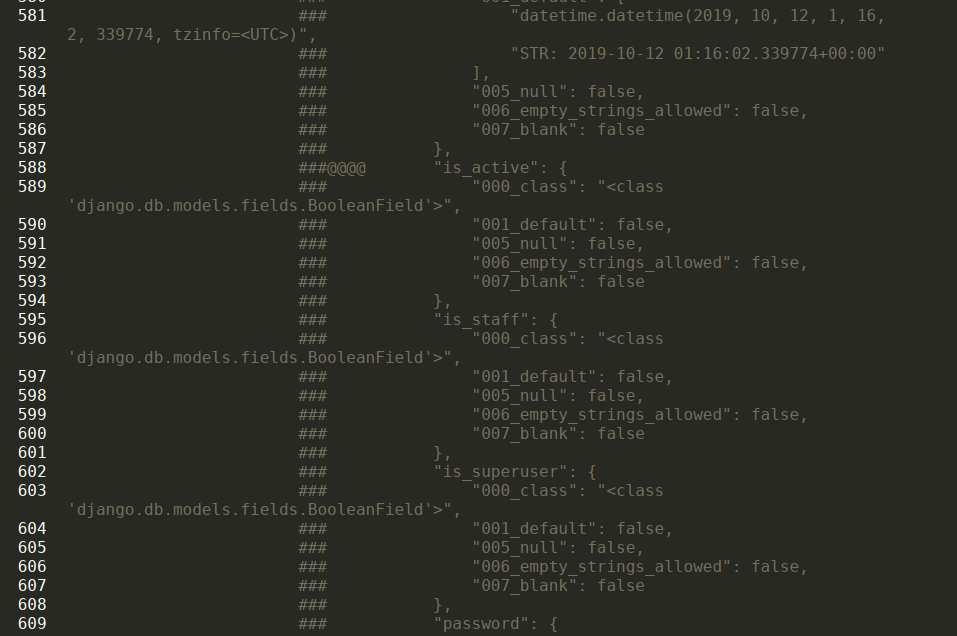 581 ### "datetime.datetime(2019, 10, 12, 1, 16,
2, 339774, tzinfo=<UTC>)",
582 ### "STR: 2019-10-12 01:16:02.339774+00:00"
583 ### ],
584 ### "005_null": false,
585 ### "006_empty_strings_allowed": false,
586 ### "007_blank": false
587 ### },
588 ###@@@@ "is_active": {
589 ### "000_class": "<class
'django.db.models.fields.BooleanField'>",
590 ### "001_default": false,
591 ### "005_null": false,
592 ### "006_empty_strings_allowed": false,
593 ### "007_blank": false
594 ### },
595 ### "is_staff": {
596 ### "000_class": "<class
'django.db.models.fields.BooleanField'>",
597 ### "001_default": false,
598 ### "005_null": false,
599 ### "006_empty_strings_allowed": false,
600 ### "007_blank": false
601 ### },
602 ### "is_superuser": {
603 ### "000_class": "<class
'django.db.models.fields.BooleanField'>",
604 ### "001_default": false,
605 ### "005_null": false,
606 ### "006_empty_strings_allowed": false,
607 ### "007_blank": false
608 ### },
609 ### "password": {